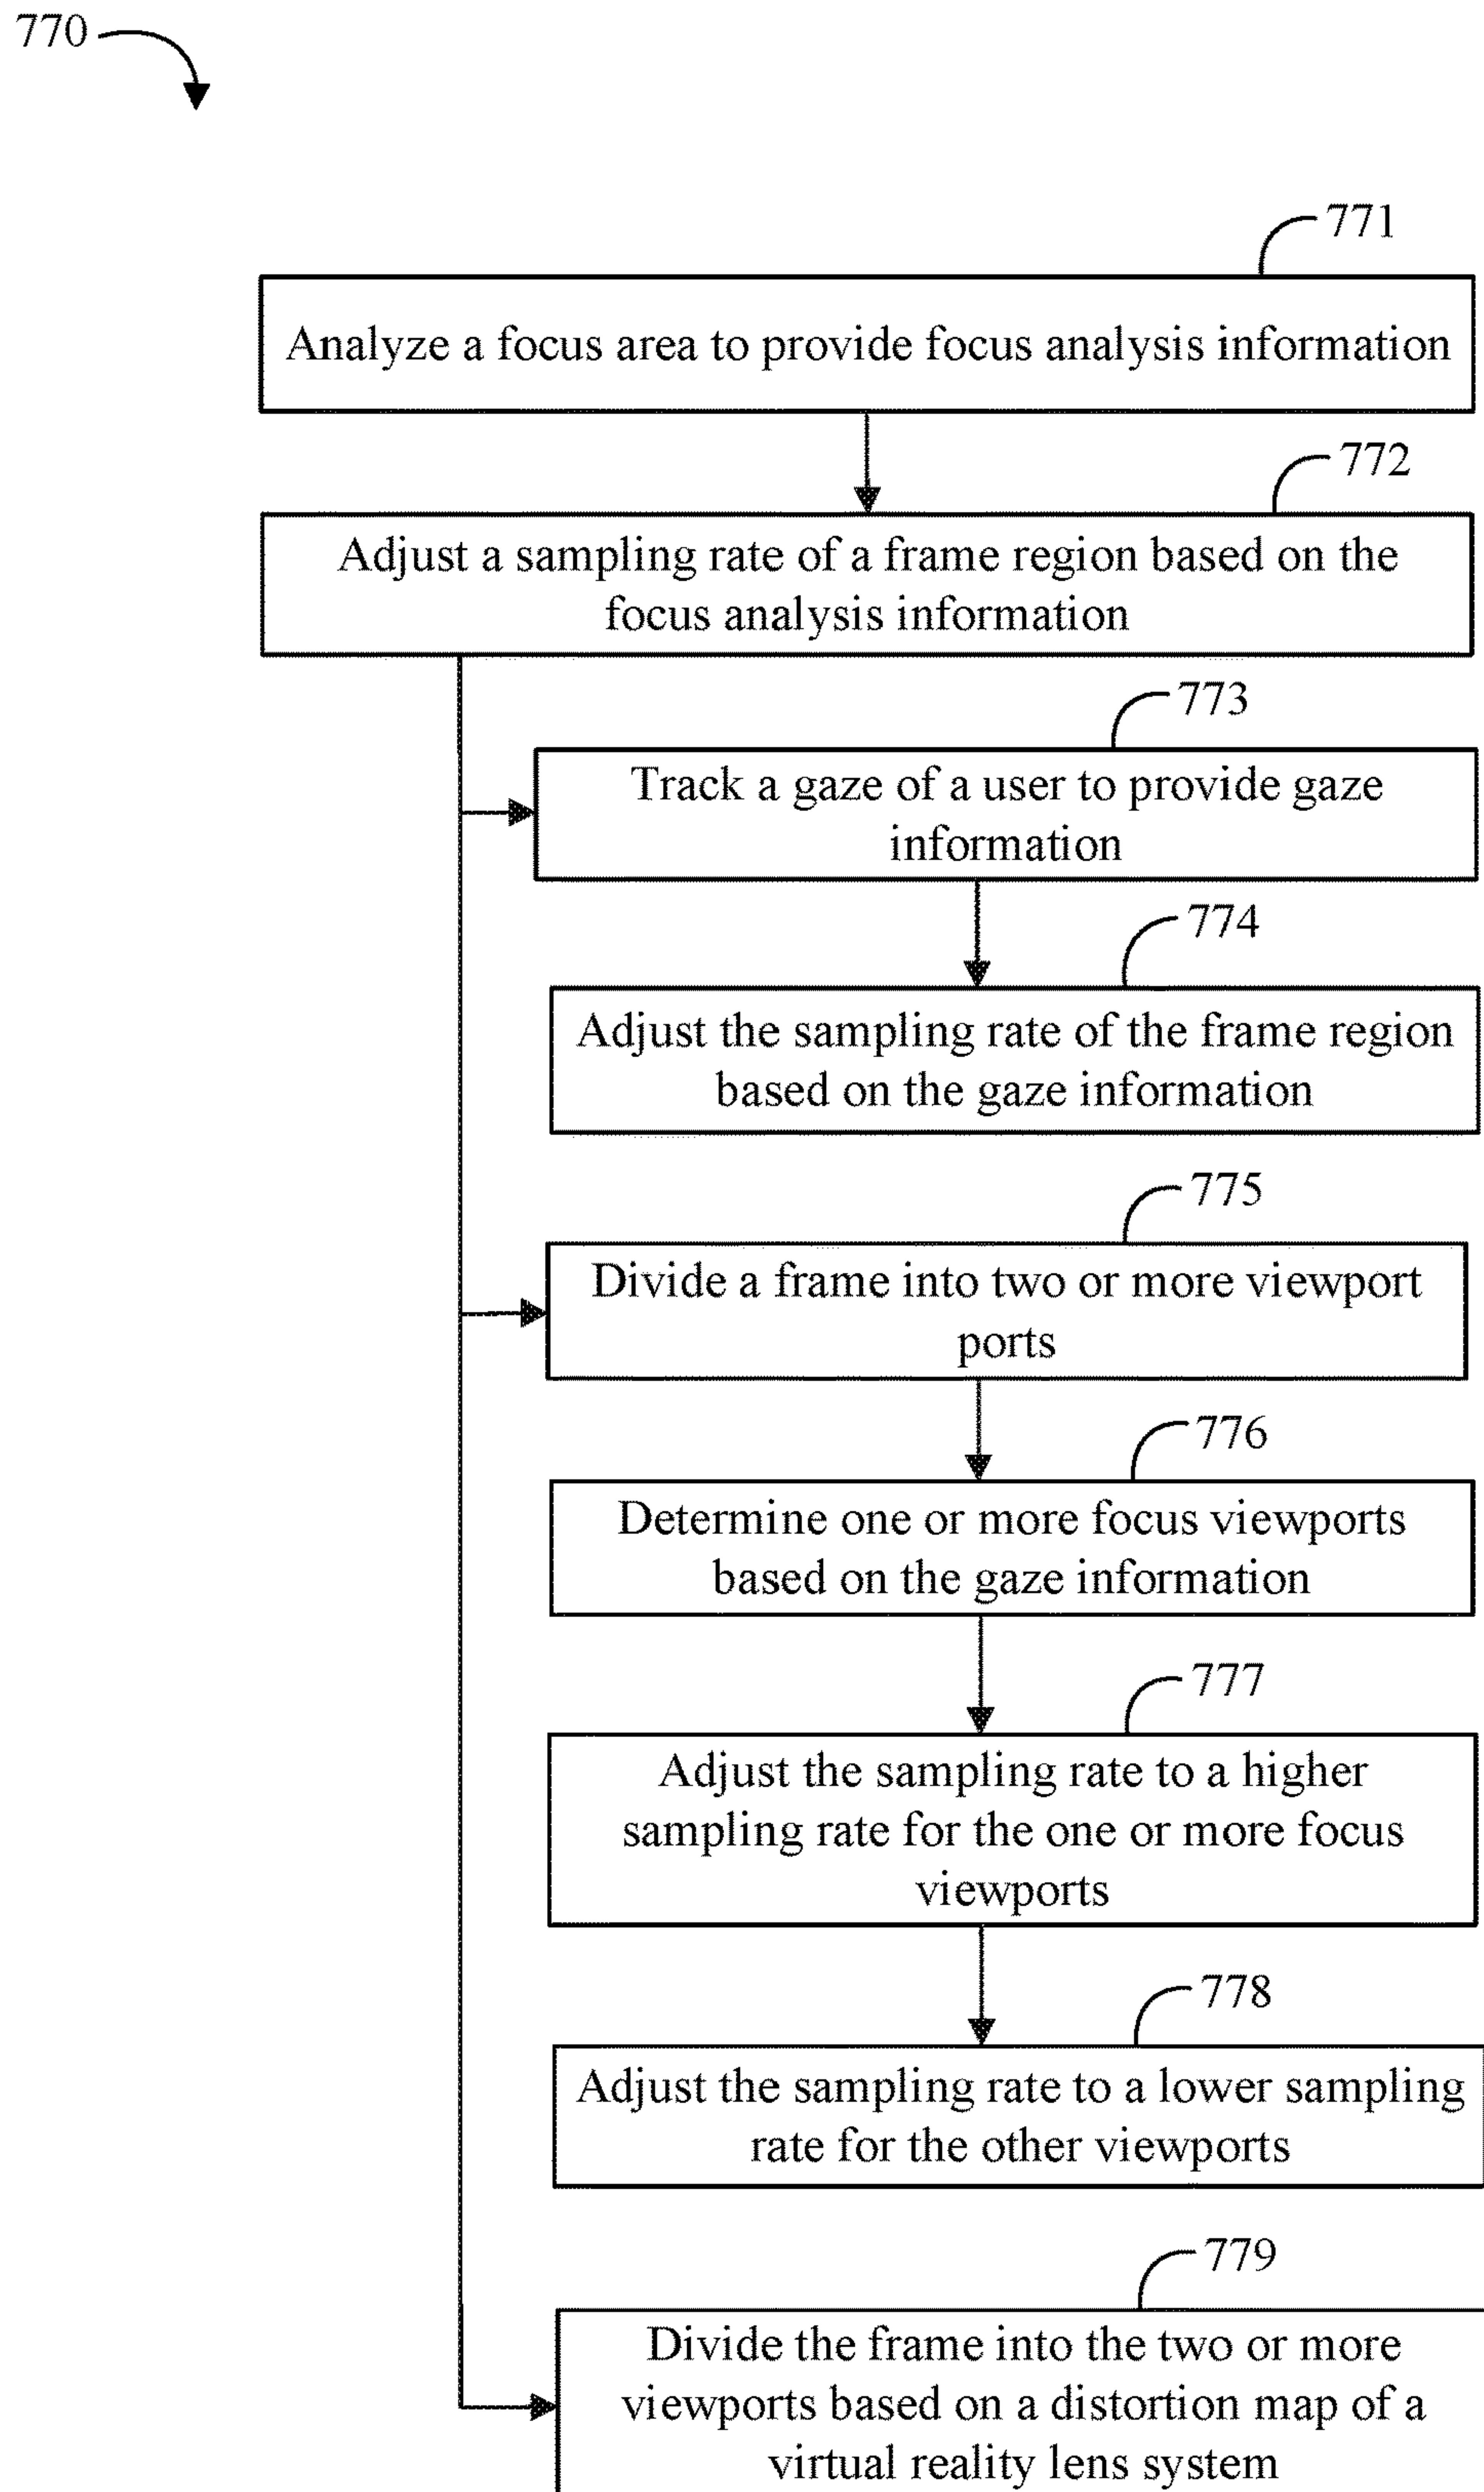 770
771
Analyze a focus area to provide focus analysis information
772
Adjust a sampling rate of a frame region based on the
focus analysis information
773
Track a gaze of a user to provide gaze
information
774
Adjust the sampling rate of the frame region
based on the gaze information
775
Divide a frame into two or more viewport
ports
776
Determine one or more focus viewports
based on the gaze information
777
Adjust the sampling rate to a higher
sampling rate for the one or more focus
viewports
778
Adjust the sampling rate to a lower sampling
rate for the other viewports
779
Divide the frame into the two or more
viewports based on a distortion map of a
virtual reality lens system